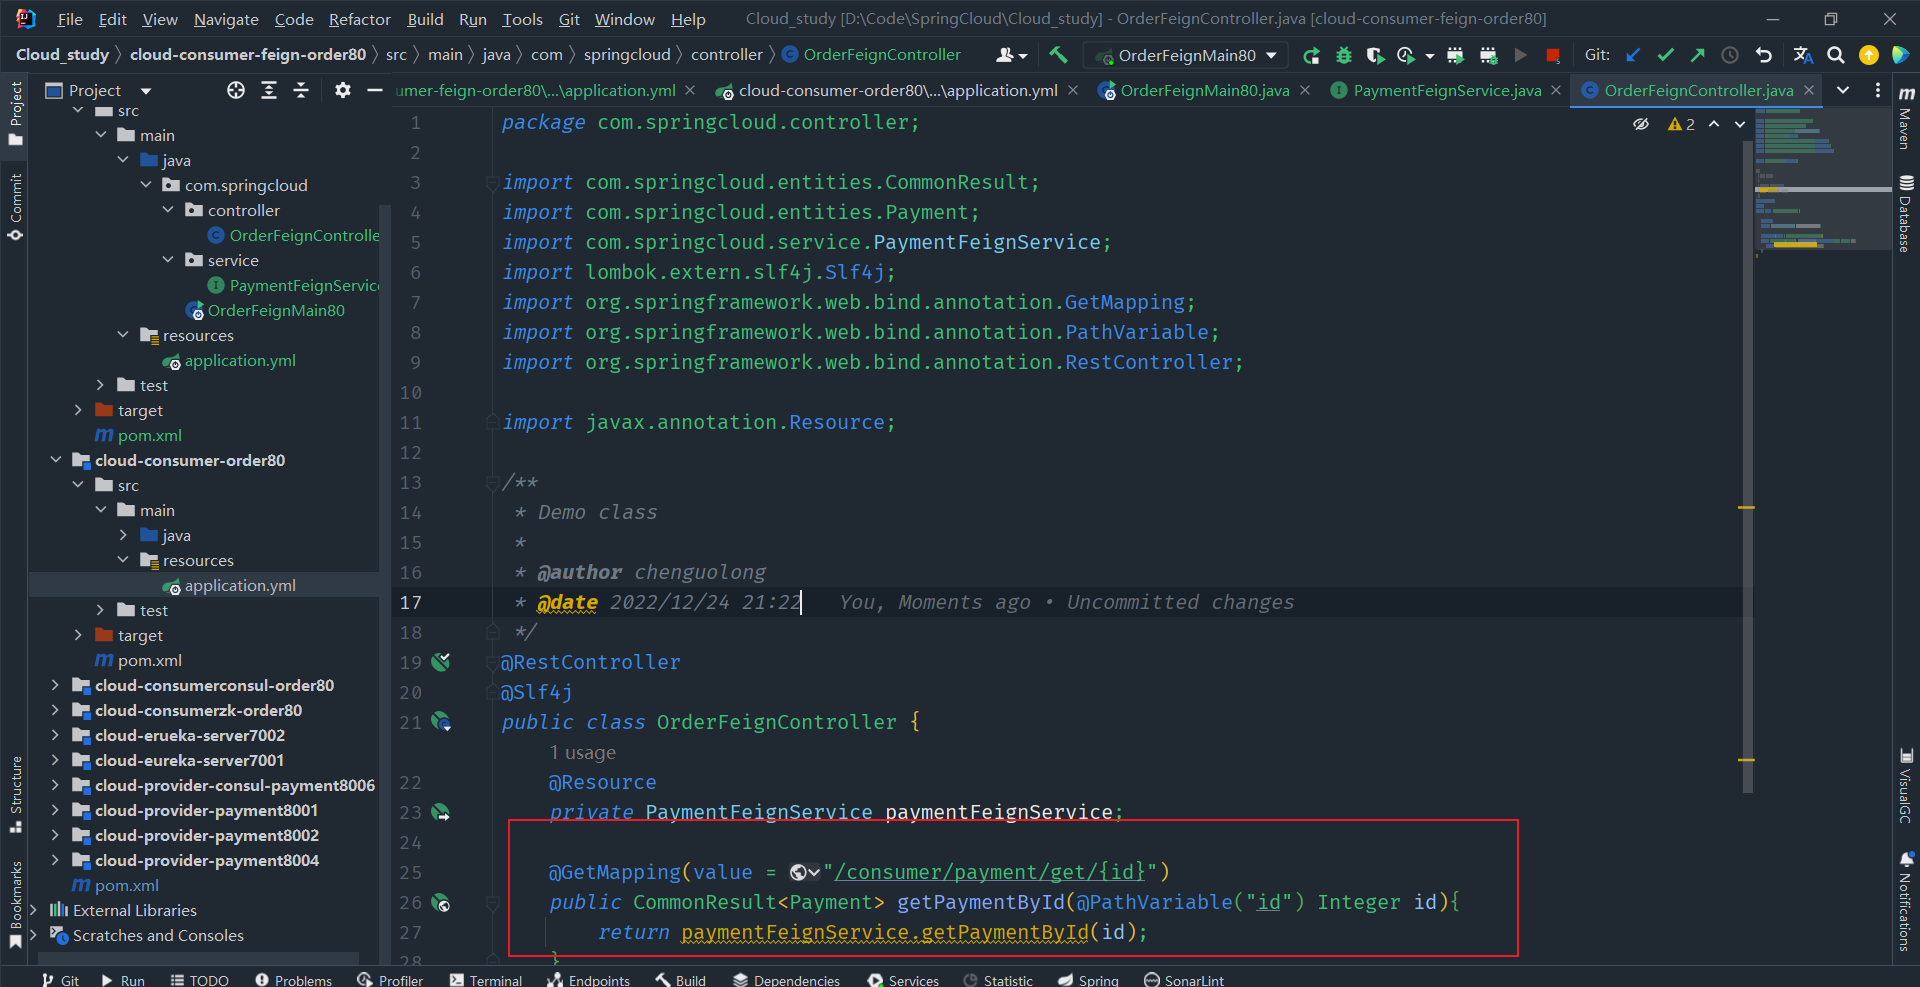 File Edit View Navigate Code Refactor Build Run Tools Git Window Help Cloud_study [D:\Code\SpringCloud\Cloud_study] - OrderFeignController.java [cloud-consumer-feign-order80]
Cloud_study 〉 cloud-consumer-feign-order80 〉 src 〉 main 〉 java 〉 com 〉 springcloud 〉 controller 〉 OrderFeignController OrderFeignMain80 Git:
Project umer-feign-order80\...\application.yml cloud-consumer-order80\...\application.yml OrderFeignMain80.java PaymentFeignService.java OrderFeignController.java
Project
Commit
Structure
Bookmarks
src
main
java
com.springcloud
controller
OrderFeignControlle
service
PaymentFeignServic
OrderFeignMain80
resources
application.yml
test
target
pom.xml
cloud-consumer-order80
src
main
java
resources
application.yml
test
target
pom.xml
cloud-consumerconsul-order80
cloud-consumerzk-order80
cloud-erueka-server7002
cloud-eureka-server7001
cloud-provider-consul-payment8006
cloud-provider-payment8001
cloud-provider-payment8002
cloud-provider-payment8004
pom.xml
External Libraries
Scratches and Consoles
2
1 package com.springcloud.controller;
2
3 import com.springcloud.entities.CommonResult;
4 import com.springcloud.entities.Payment;
5 import com.springcloud.service.PaymentFeignService;
6 import lombok.extern.slf4j.Slf4j;
7 import org.springframework.web.bind.annotation.GetMapping;
8 import org.springframework.web.bind.annotation.PathVariable;
9 import org.springframework.web.bind.annotation.RestController;
10
11 import javax.annotation.Resource;
12
13 /**
14 * Demo class
15 *
16 * @author chenguolong
17 * @date 2022/12/24 21:22 You, Moments ago • Uncommitted changes
18 */
19 @RestController
20 @Slf4j
21 public class OrderFeignController {
1 usage
22 @Resource
23 private PaymentFeignService paymentFeignService;
24
25 @GetMapping(value = "/consumer/payment/get/{id}")
26 public CommonResult<Payment> getPaymentById(@PathVariable("id") Integer id){
27 return paymentFeignService.getPaymentById(id);
28 }
Maven
Database
VisualGC
Notifications
Git Run TODO Problems Profiler Terminal Endpoints Build Dependencies Services Statistic Spring SonarLint